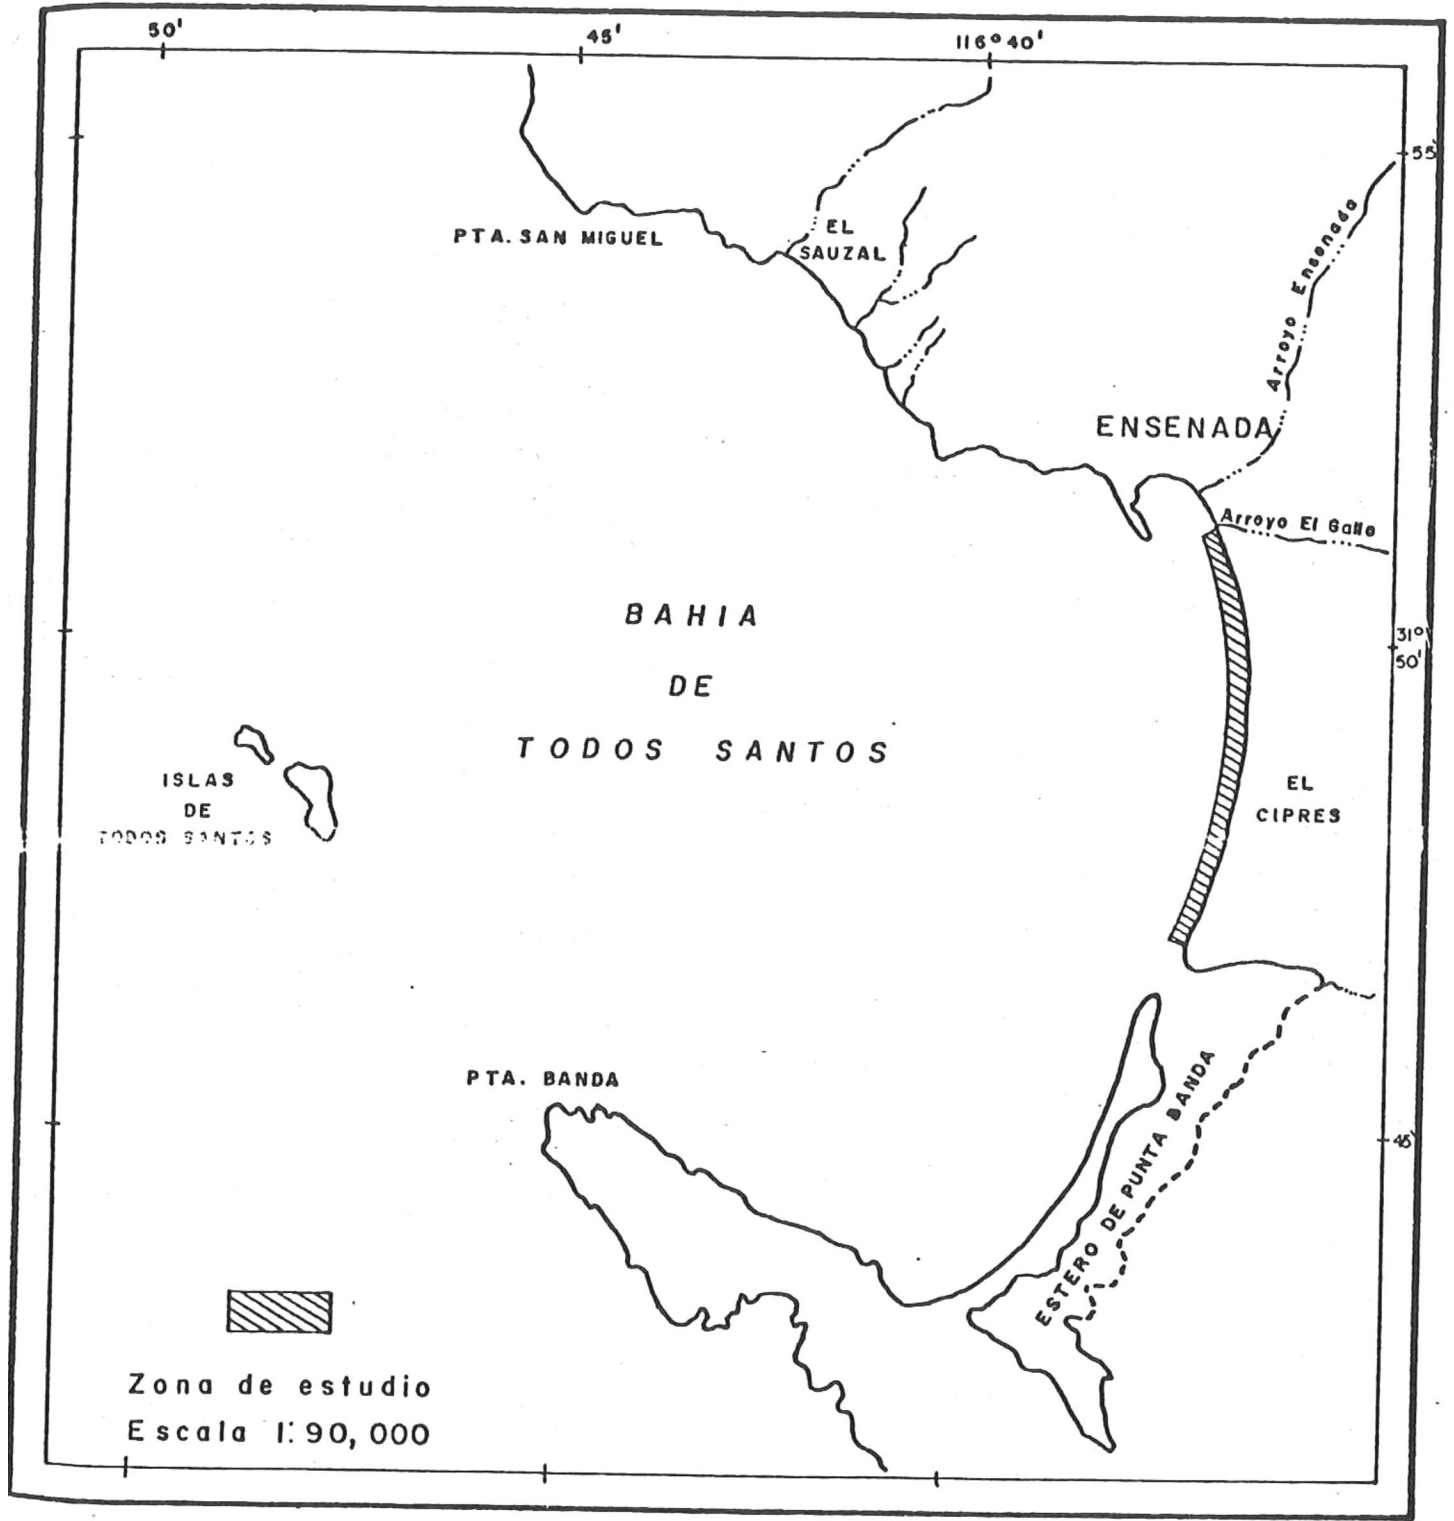 50'
45'
116° 40'
55'
PTA. SAN MIGUEL
EL
SAUZAL
Arroyo Ensenada
ENSENADA
Arroyo El Gallo
BAHIA
DE
TODOS SANTOS
31°
50'
ISLAS
DE
TODOS SANTOS
EL
CIPRES
PTA. BANDA
ESTERO DE PUNTA BANDA
45'
Zona de estudio
Escala 1:90,000